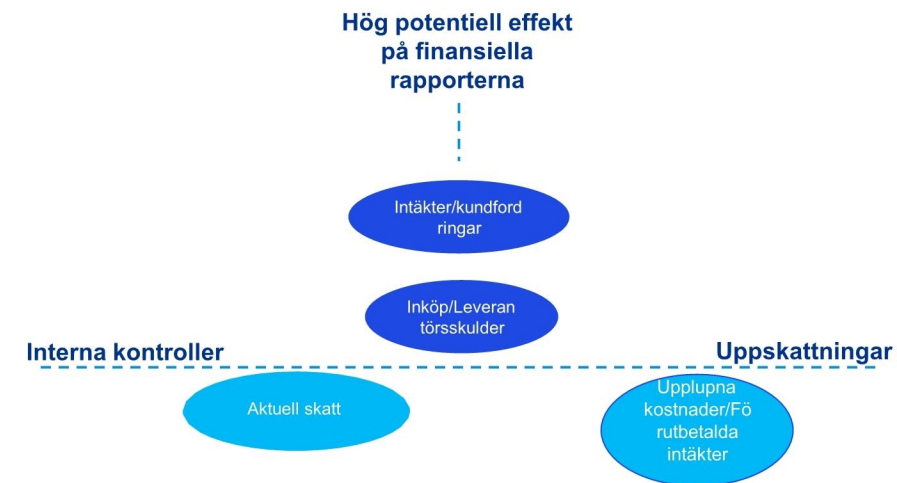 Hög potentiell effekt
på finansiella
rapporterna
Intäkter/kundford
ringar
Inköp/Leveran
törsskulder
Interna kontroller
Uppskattningar
Aktuell skatt
Upplupna
kostnader/Fö
rutbetalda
intäkter